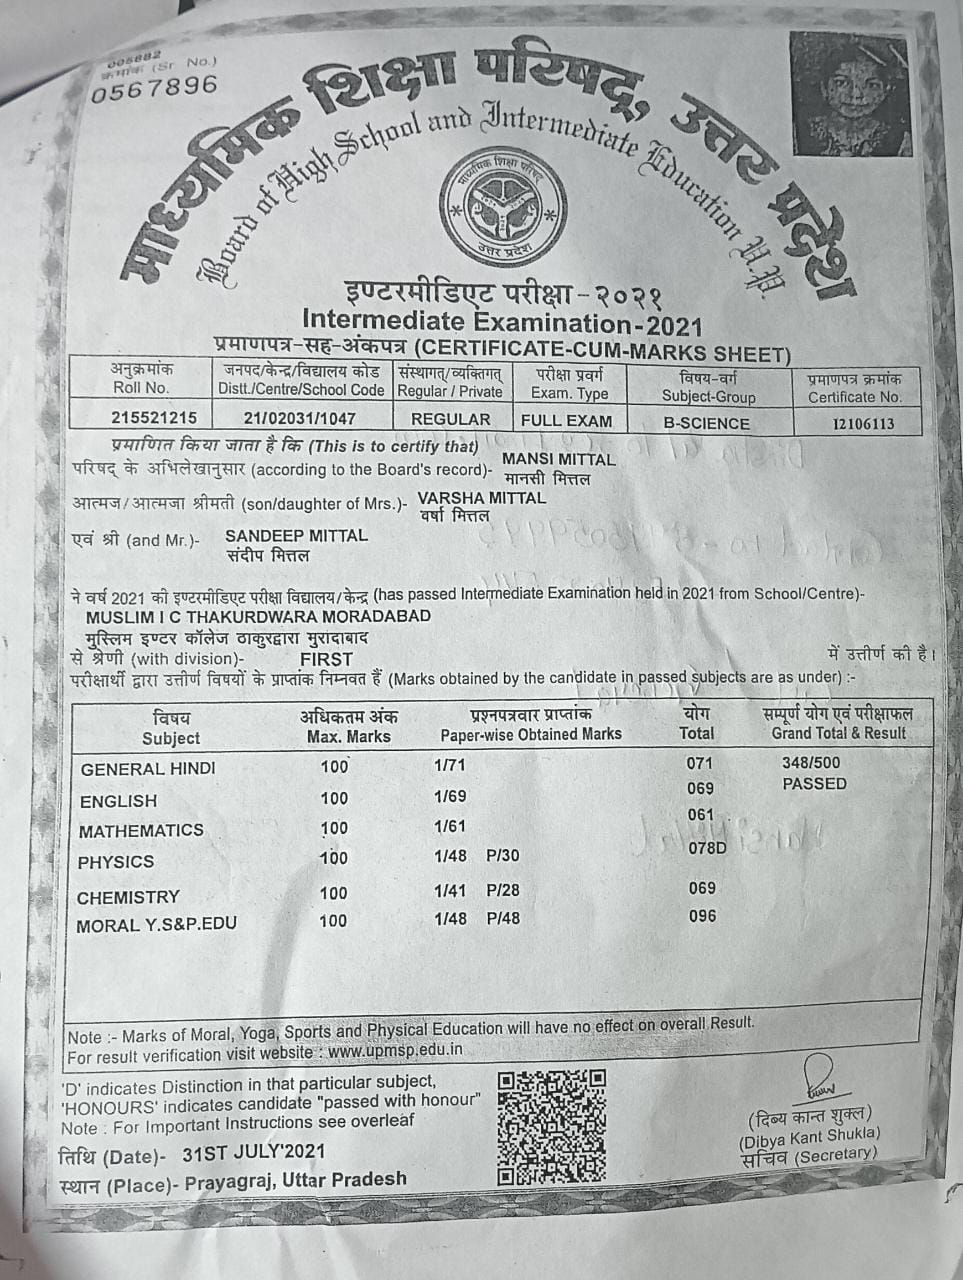 005882
क्रमांक (Sr No.)
0567896
माध्यमिक शिक्षा परिषद्, उत्तर प्रदेश
Board of High School and Intermediate Education U.P.
माध्यमिक शिक्षा परिषद्
उत्तर प्रदेश
इण्टरमीडिएट परीक्षा-२०२१
Intermediate Examination-2021
प्रमाणपत्र-सह-अंकपत्र (CERTIFICATE-CUM-MARKS SHEET)
अनुक्रमांक जनपद/केन्द्र/विद्यालय कोड संस्थागत/व्यक्तिगत परीक्षा प्रवर्ग विषय-वर्ग प्रमाणपत्र क्रमांक
Roll No. Distt./Centre/School Code Regular / Private Exam. Type Subject-Group Certificate No.
215521215 21/02031/1047 REGULAR FULL EXAM B-SCIENCE I2106113
प्रमाणित किया जाता है कि (This is to certify that)
परिषद् के अभिलेखानुसार (according to the Board's record)- MANSI MITTAL
मानसी मित्तल
आत्मज/आत्मजा श्रीमती (son/daughter of Mrs.)- VARSHA MITTAL
वर्षा मित्तल
एवं श्री (and Mr.)- SANDEEP MITTAL
संदीप मित्तल
ने वर्ष 2021 की इण्टरमीडिएट परीक्षा विद्यालय/केन्द्र (has passed Intermediate Examination held in 2021 from School/Centre)-
MUSLIM I C THAKURDWARA MORADABAD
मुस्लिम इण्टर कॉलेज ठाकुरद्वारा मुरादाबाद
से श्रेणी (with division)- FIRST में उत्तीर्ण की है।
परीक्षार्थी द्वारा उत्तीर्ण विषयों के प्राप्तांक निम्नवत हैं (Marks obtained by the candidate in passed subjects are as under) :-
विषय अधिकतम अंक प्रश्नपत्रवार प्राप्तांक योग सम्पूर्ण योग एवं परीक्षाफल
Subject Max. Marks Paper-wise Obtained Marks Total Grand Total & Result
GENERAL HINDI 100 1/71 071 348/500
ENGLISH 100 1/69 069 PASSED
MATHEMATICS 100 1/61 061
PHYSICS 100 1/48 P/30 078D
CHEMISTRY 100 1/41 P/28 069
MORAL Y.S&P.EDU 100 1/48 P/48 096
Note :- Marks of Moral, Yoga, Sports and Physical Education will have no effect on overall Result.
For result verification visit website : www.upmsp.edu.in
'D' indicates Distinction in that particular subject,
'HONOURS' indicates candidate "passed with honour"
Note : For Important Instructions see overleaf
तिथि (Date)- 31ST JULY'2021
स्थान (Place)- Prayagraj, Uttar Pradesh
(दिब्य कान्त शुक्ल)
(Dibya Kant Shukla)
सचिव (Secretary)